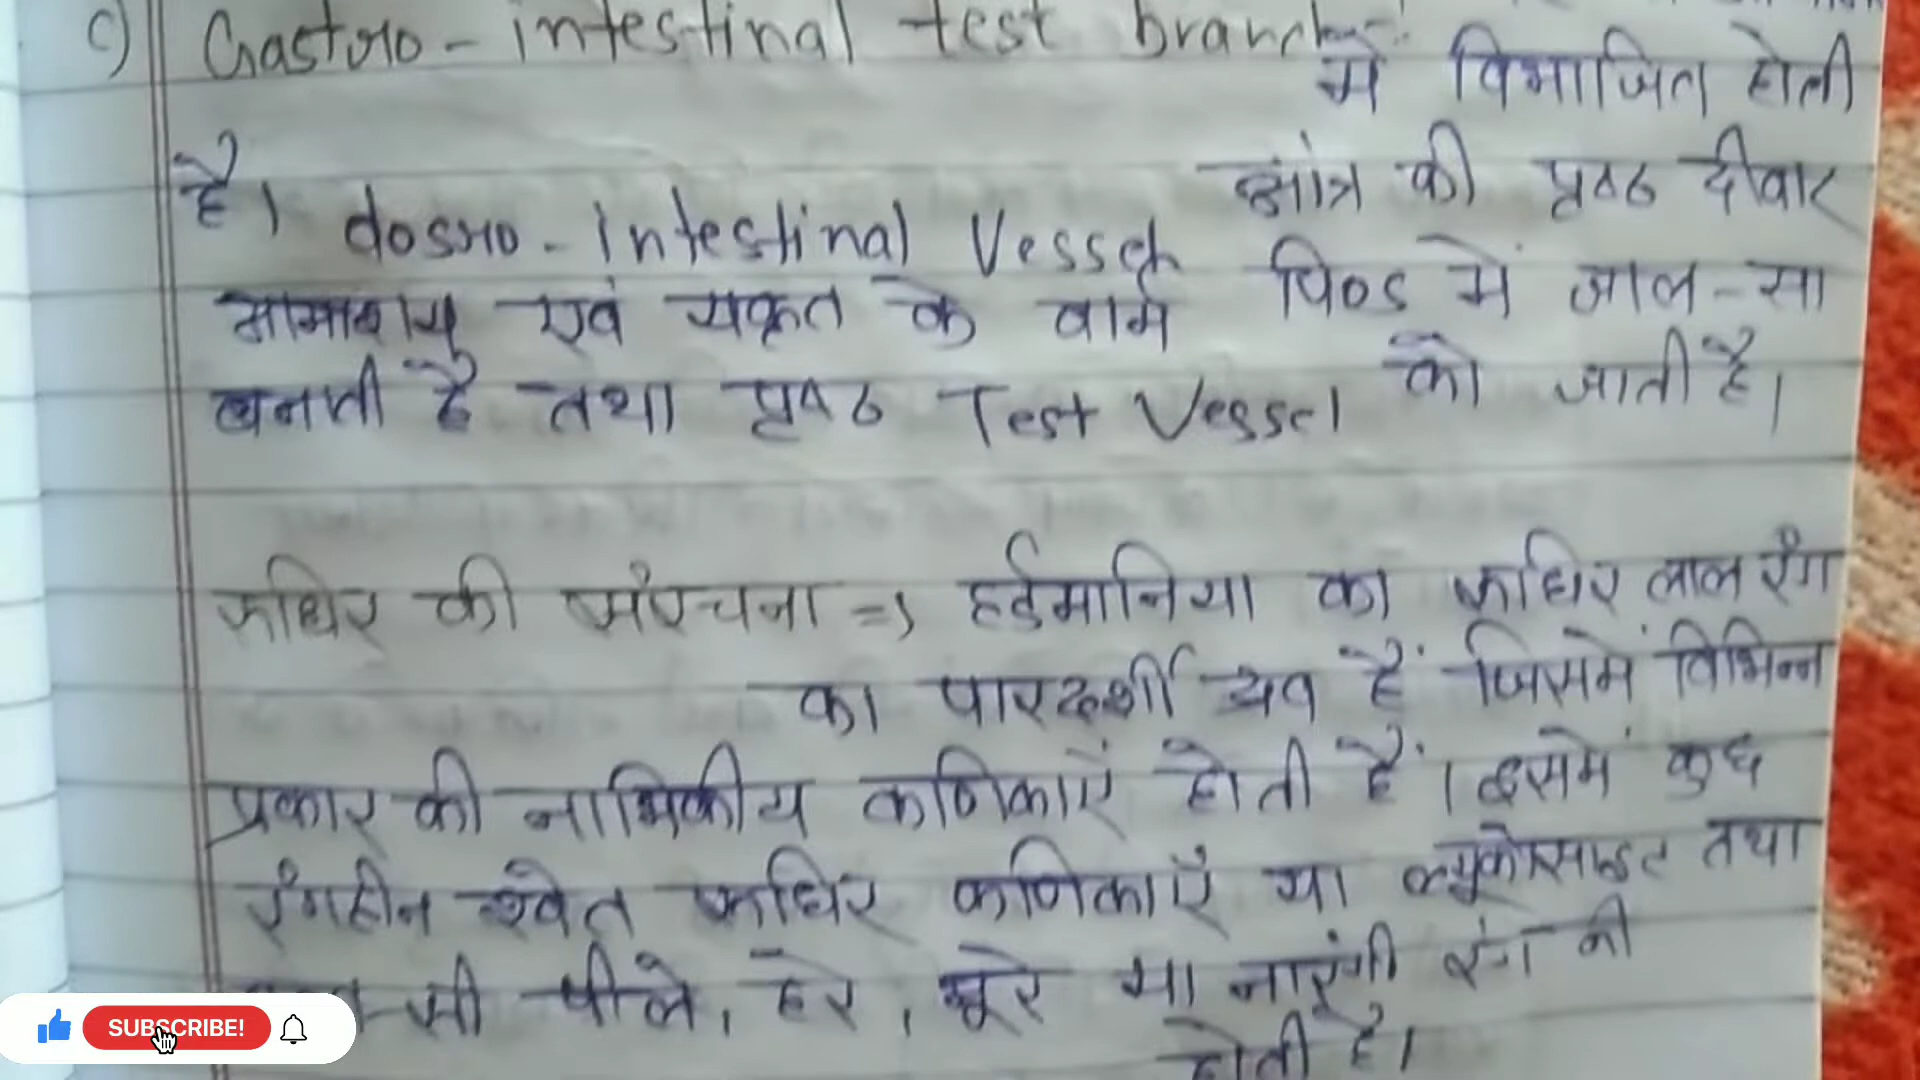 c) Gastro-intestinal test branch-:
में विभाजित होती
है। dosro-Intestinal Vessel आंत्र की पृष्ठ दीवार
आमाशय एवं यकृत के वाम पिण्ड में जाल-सा
बनाती है तथा पृष्ठ Test Vessel को जाती है।
रूधिर की संरचना => हर्डमानिया का रूधिर लाल रंग
का पारदर्शी द्रव हैं जिसमें विभिन्न
प्रकार की नाभिकीय कणिकाएं होती हैं। इसमें कुछ
रंगहीन श्वेत रूधिर कणिकाएँ या ल्यूकोसाइट तथा
-सी पीले, हरे, भूरे या नारंगी रंग की
होती है।
SUBSCRIBE!